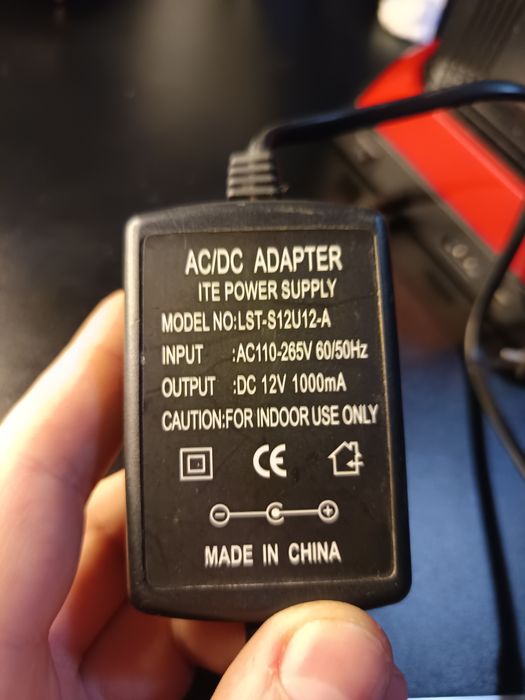 AC/DC ADAPTER
ITE POWER SUPPLY
MODEL NO:LST-S12U12-A
INPUT :AC110-265V 60/50Hz
OUTPUT :DC 12V 1000mA
CAUTION:FOR INDOOR USE ONLY
CE
MADE IN CHINA